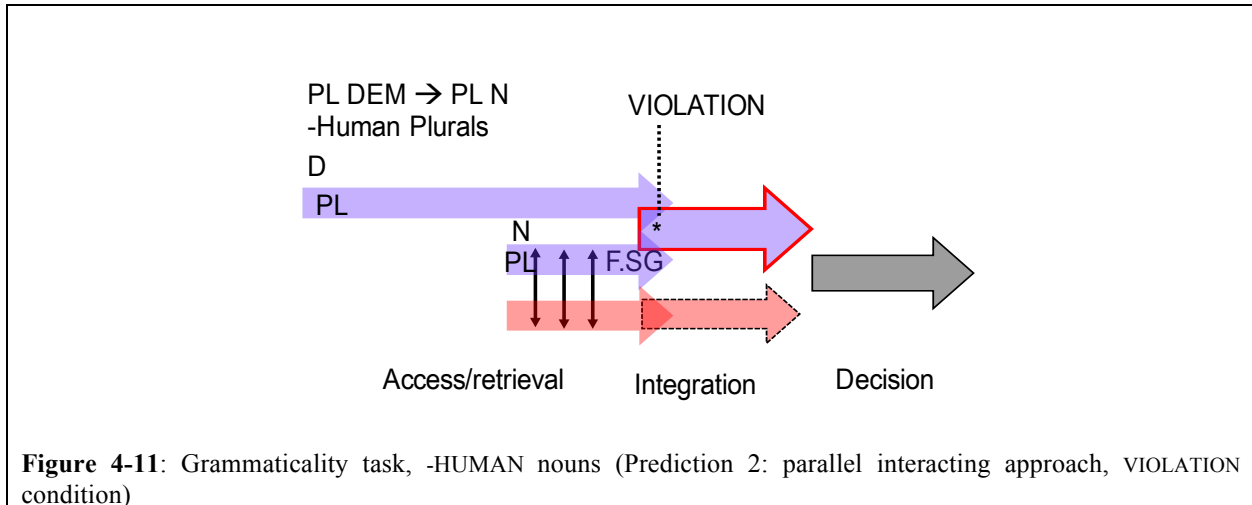 PL DEM → PL N
-Human Plurals
VIOLATION
D
PL
N
*
PL
F.SG
Access/retrieval
Integration
Decision
Figure 4-11: Grammaticality task, -HUMAN nouns (Prediction 2: parallel interacting approach, VIOLATION
condition)